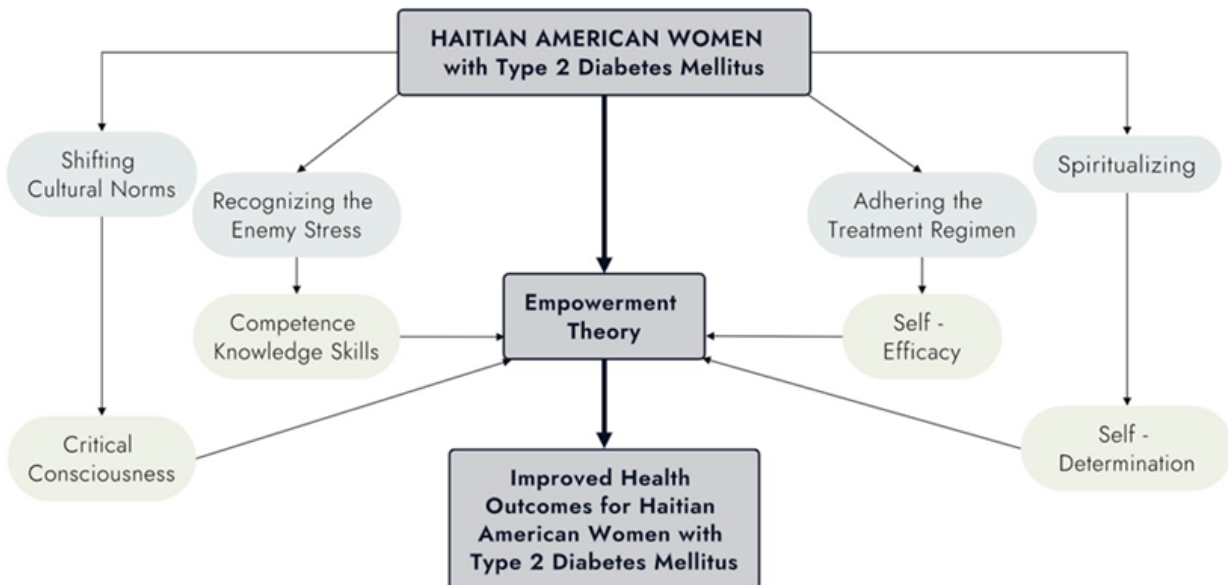 HAITIAN AMERICAN WOMEN
with Type 2 Diabetes Mellitus
Shifting
Cultural Norms
Recognizing the
Enemy Stress
Adhering the
Treatment Regimen
Spiritualizing
Competence
Knowledge Skills
Empowerment
Theory
Self -
Efficacy
Critical
Consciousness
Self -
Determination
Improved Health
Outcomes for Haitian
American Women with
Type 2 Diabetes Mellitus